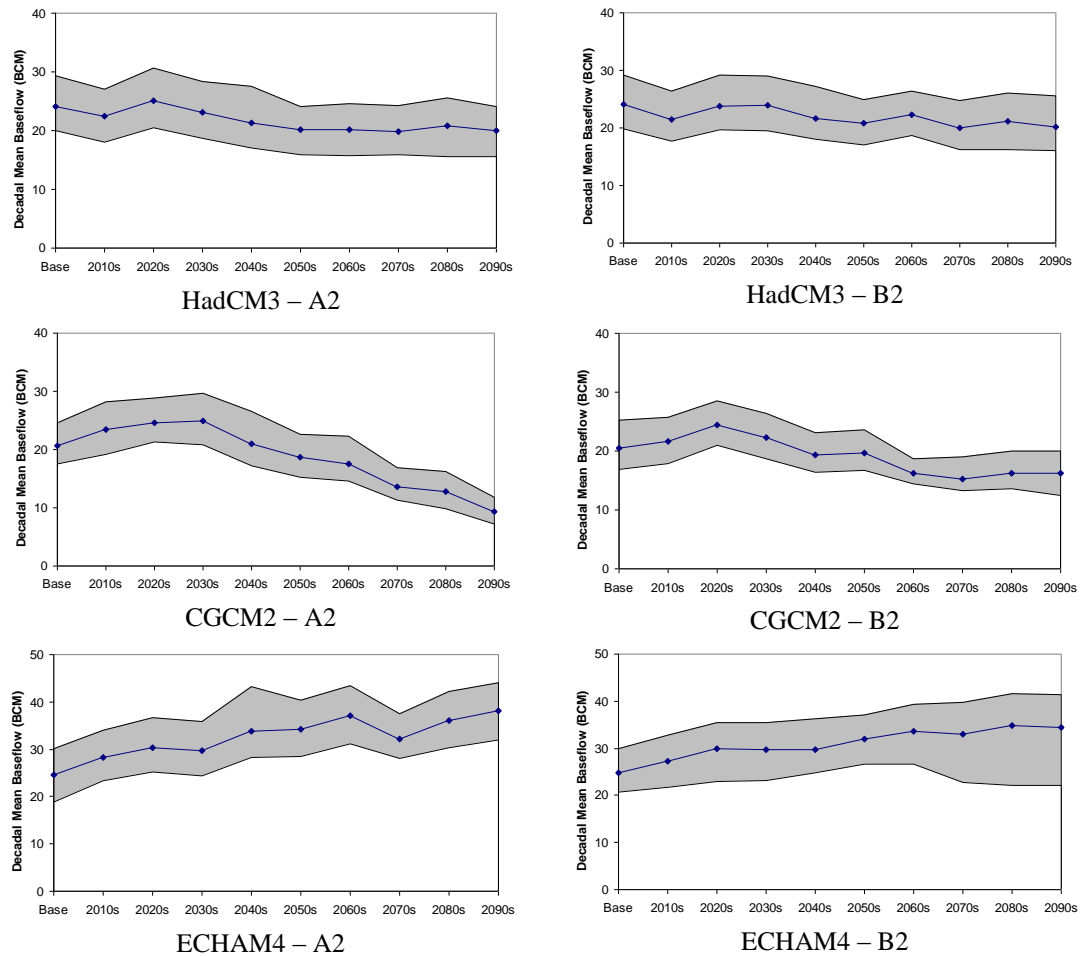 Decadal Mean Baseflow (BCM)
40
30
20
10
0
Base 2010s 2020s 2030s 2040s 2050s 2060s 2070s 2080s 2090s
HadCM3 – A2
Decadal Mean Baseflow (BCM)
40
30
20
10
0
Base 2010s 2020s 2030s 2040s 2050s 2060s 2070s 2080s 2090s
HadCM3 – B2
Decadal Mean Baseflow (BCM)
40
30
20
10
0
Base 2010s 2020s 2030s 2040s 2050s 2060s 2070s 2080s 2090s
CGCM2 – A2
Decadal Mean Baseflow (BCM)
40
30
20
10
0
Base 2010s 2020s 2030s 2040s 2050s 2060s 2070s 2080s 2090s
CGCM2 – B2
Decadal Mean Baseflow (BCM)
50
40
30
20
10
0
Base 2010s 2020s 2030s 2040s 2050s 2060s 2070s 2080s 2090s
ECHAM4 – A2
Decadal Mean Baseflow (BCM)
50
40
30
20
10
0
Base 2010s 2020s 2030s 2040s 2050s 2060s 2070s 2080s 2090s
ECHAM4 – B2